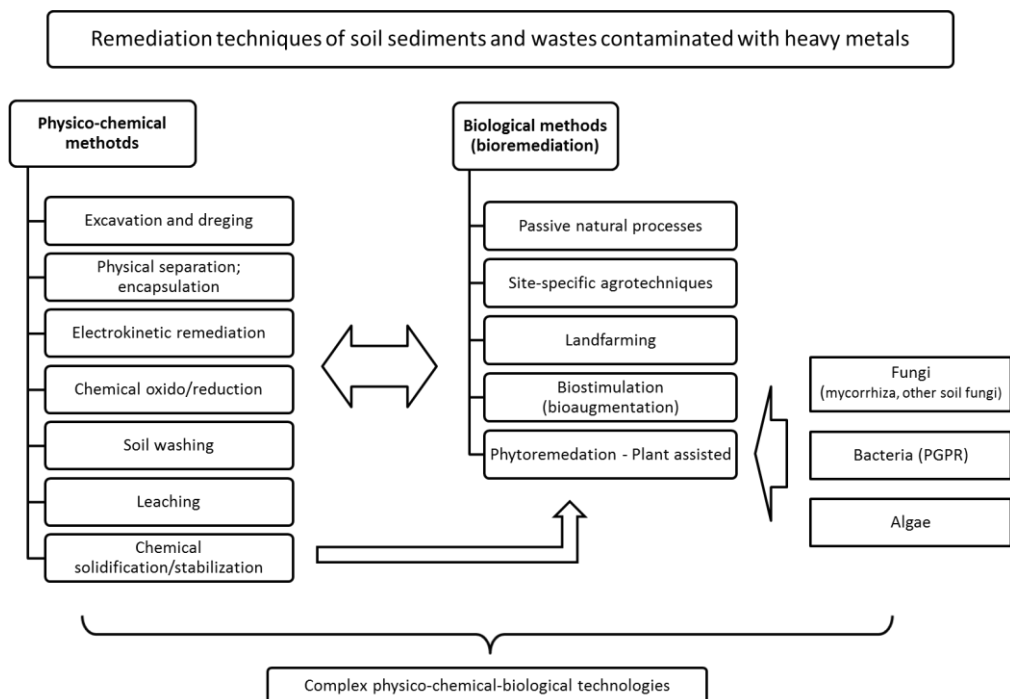 Remediation techniques of soil sediments and wastes contaminated with heavy metals
Physico-chemical
methotds
Excavation and dreging
Physical separation;
encapsulation
Electrokinetic remediation
Chemical oxido/reduction
Soil washing
Leaching
Chemical
solidification/stabilization
Biological methods
(bioremediation)
Passive natural processes
Site-specific agrotechniques
Landfarming
Biostimulation
(bioaugmentation)
Phytoremedation - Plant assisted
Fungi
(mycorrhiza, other soil fungi)
Bacteria (PGPR)
Algae
Complex physico-chemical-biological technologies